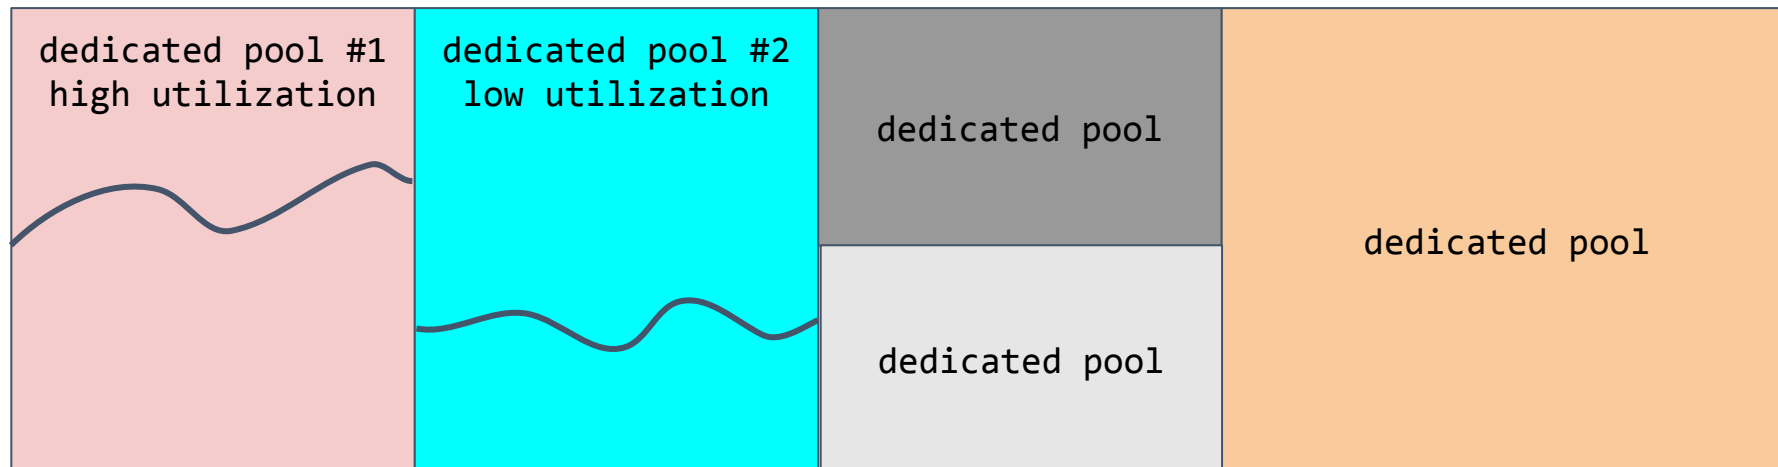 dedicated pool #1
high utilization
dedicated pool #2
low utilization
dedicated pool
dedicated pool
dedicated pool